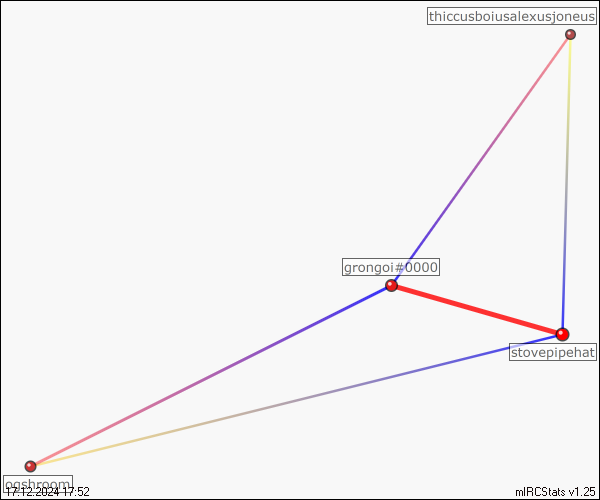 thiccusboiusalexusjoneus
grongoi#0000
stovepipehat
ogshroom
17.12.2024 17:52
mIRCStats v1.25